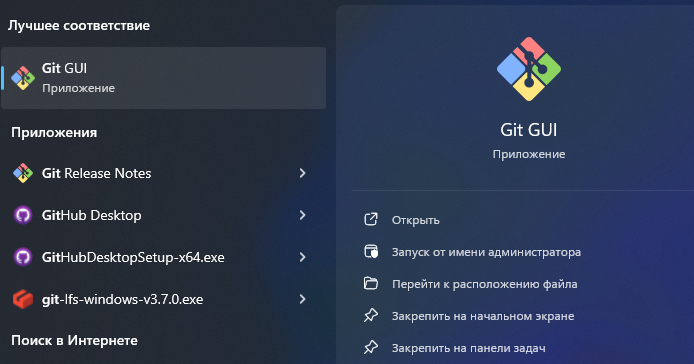 Лучшее соответствие
Git GUI
Приложение
Приложения
Git Release Notes
GitHub Desktop
GitHubDesktopSetup-x64.exe
git-lfs-windows-v3.7.0.exe
Поиск в Интернете
Git GUI
Приложение
Открыть
Запуск от имени администратора
Перейти к расположению файла
Закрепить на начальном экране
Закрепить на панели задач